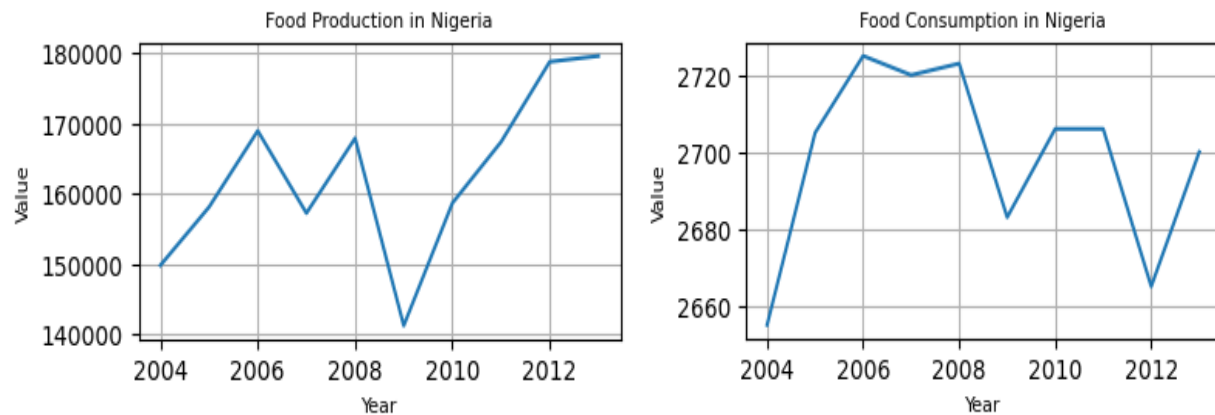 Food Production in Nigeria
180000
170000
160000
150000
140000
Value
2004 2006 2008 2010 2012
Year
Food Consumption in Nigeria
2720
2700
2680
2660
Value
2004 2006 2008 2010 2012
Year